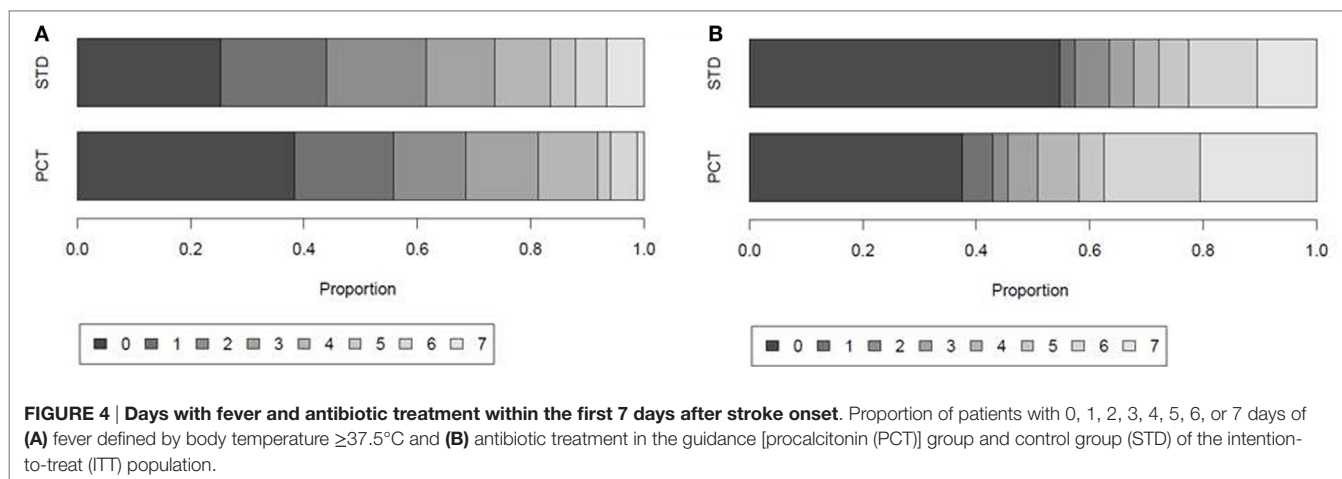 A
STD
PCT
0.0 0.2 0.4 0.6 0.8 1.0
Proportion
0 1 2 3 4 5 6 7
B
STD
PCT
0.0 0.2 0.4 0.6 0.8 1.0
Proportion
0 1 2 3 4 5 6 7
FIGURE 4 | Days with fever and antibiotic treatment within the first 7 days after stroke onset. Proportion of patients with 0, 1, 2, 3, 4, 5, 6, or 7 days of
(A) fever defined by body temperature ≥37.5°C and (B) antibiotic treatment in the guidance [procalcitonin (PCT)] group and control group (STD) of the intention-
to-treat (ITT) population.